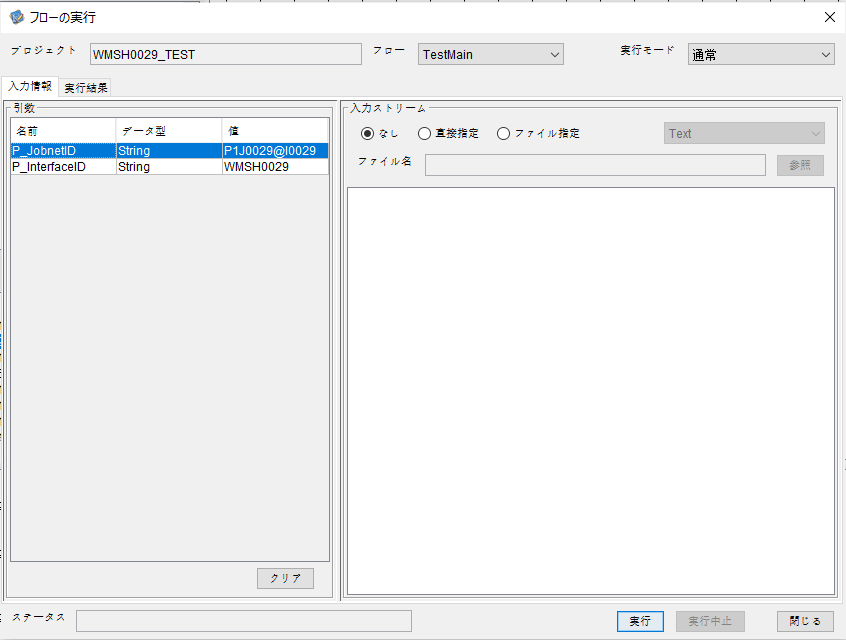 フローの実行
プロジェクト WMSH0029_TEST フロー TestMain 実行モード 通常
入力情報 実行結果
引数
名前 データ型 値
P_JobnetID String P1J0029@I0029
P_InterfaceID String WMSH0029
クリア
入力ストリーム
なし 直接指定 ファイル指定 Text
ファイル名 参照
ステータス 実行 実行中止 閉じる